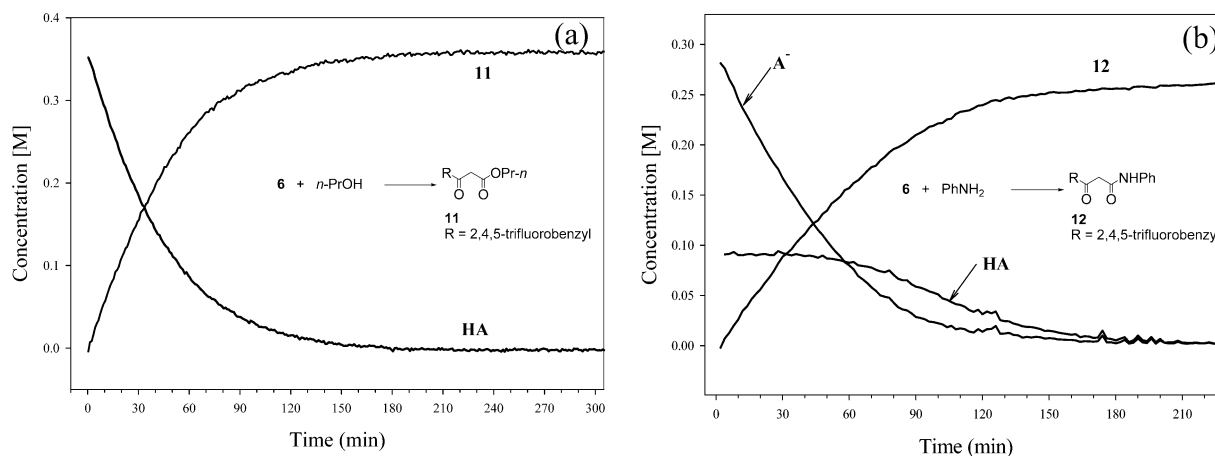 (a)
0.4
0.3
0.2
0.1
0.0
Concentration [M]
11
6 + n-PrOH
R
OPr-n
O
O
11
R = 2,4,5-trifluorobenzyl
HA
0
30
60
90
120
150
180
210
240
270
300
Time (min)
(b)
0.30
0.25
0.20
0.15
0.10
0.05
0.00
Concentration [M]
A⁻
12
6 + PhNH₂
R
NHPh
O
O
12
R = 2,4,5-trifluorobenzyl
HA
0
30
60
90
120
150
180
210
Time (min)